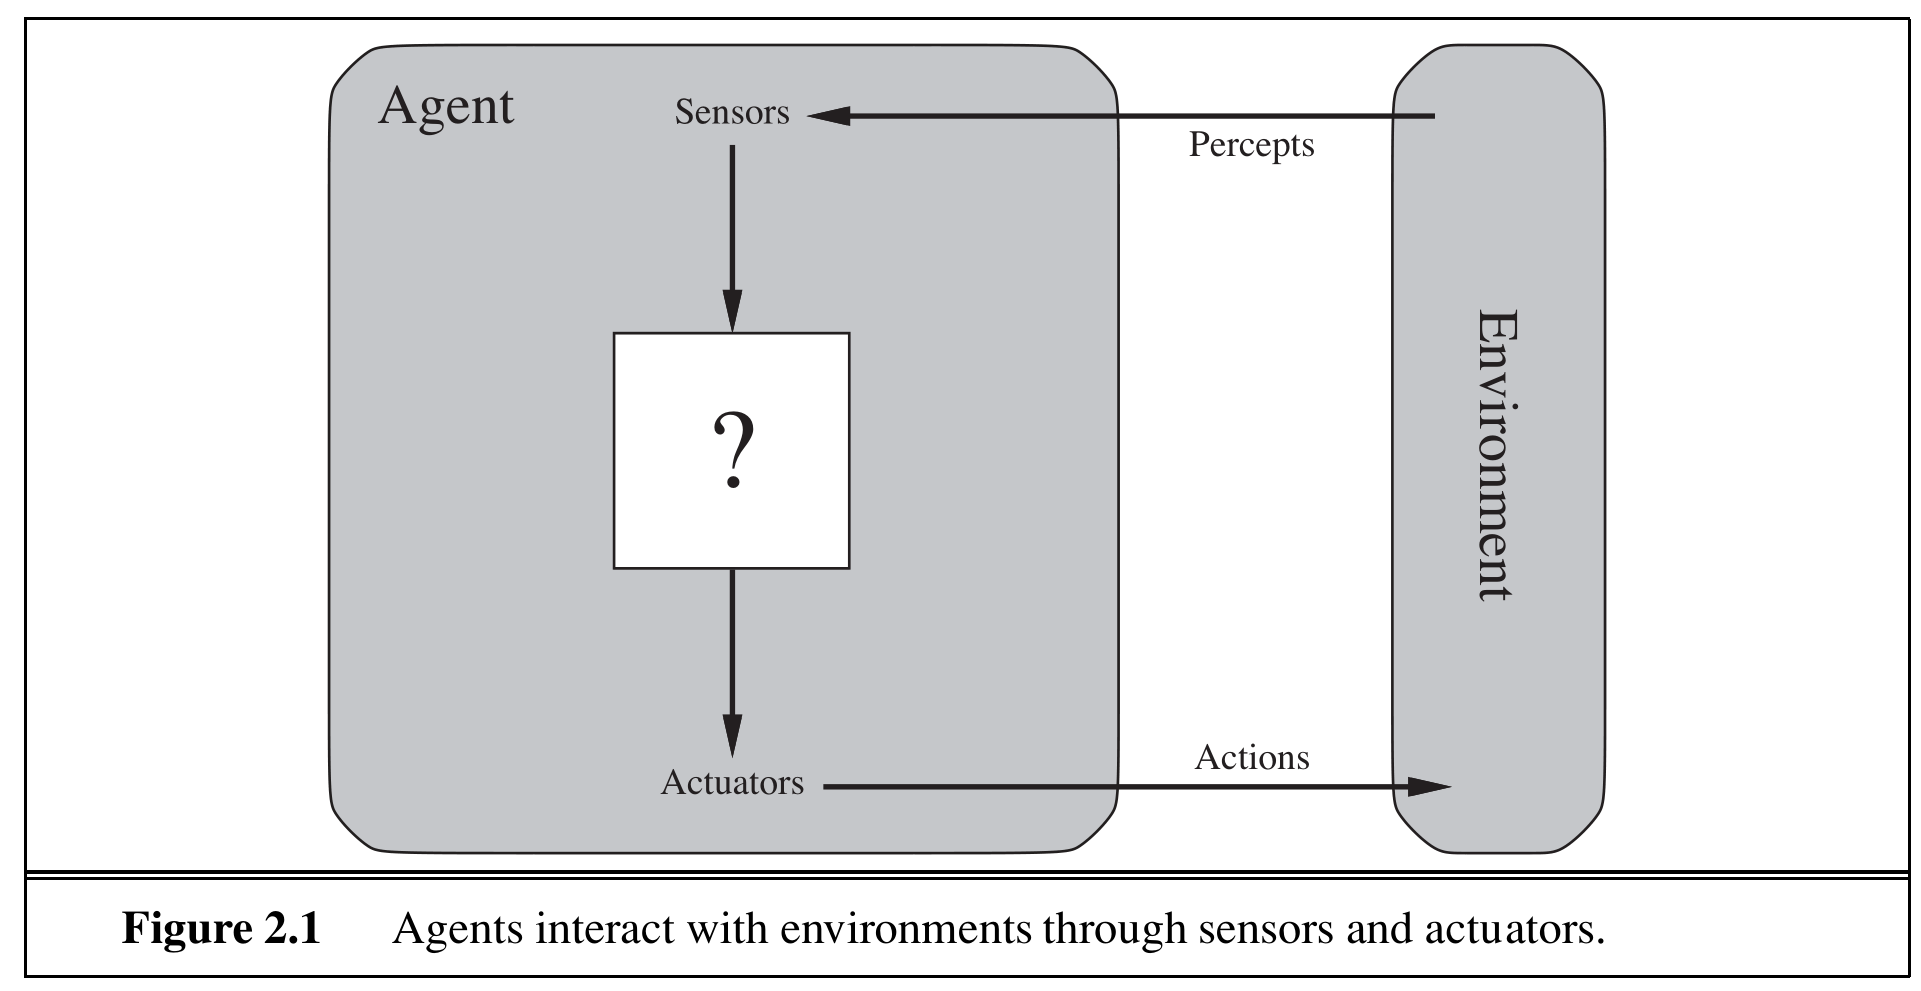 Agent
Sensors
Percepts
?
Environment
Actions
Actuators
Figure 2.1 Agents interact with environments through sensors and actuators.